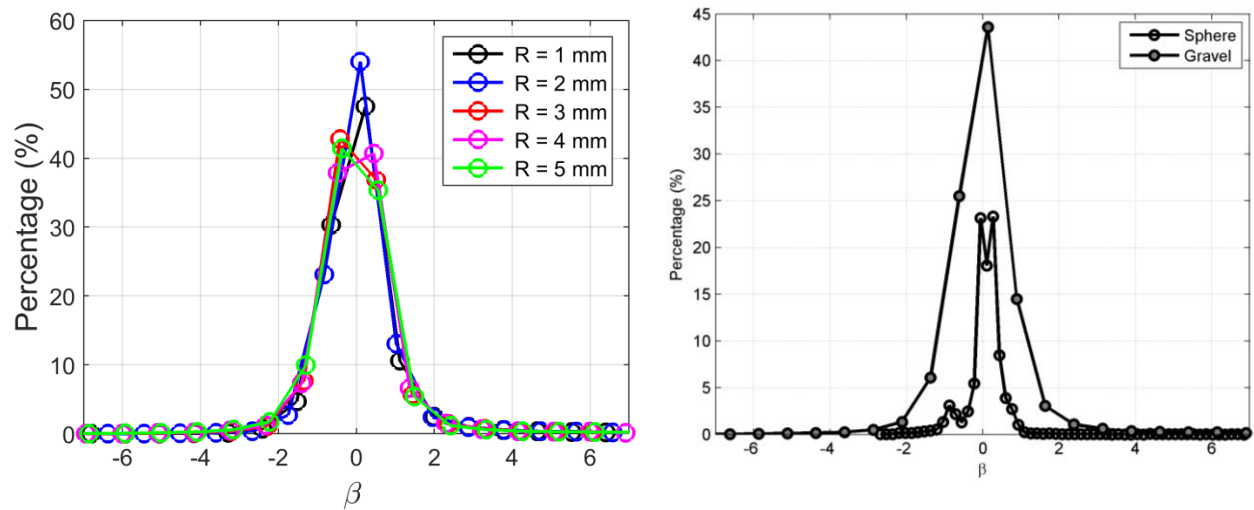 60
50
40
30
20
10
0
Percentage (%)
-6
-4
-2
0
2
4
6
β
R = 1 mm
R = 2 mm
R = 3 mm
R = 4 mm
R = 5 mm
45
40
35
30
25
20
15
10
5
0
Percentage (%)
-6
-4
-2
0
2
4
6
β
Sphere
Gravel